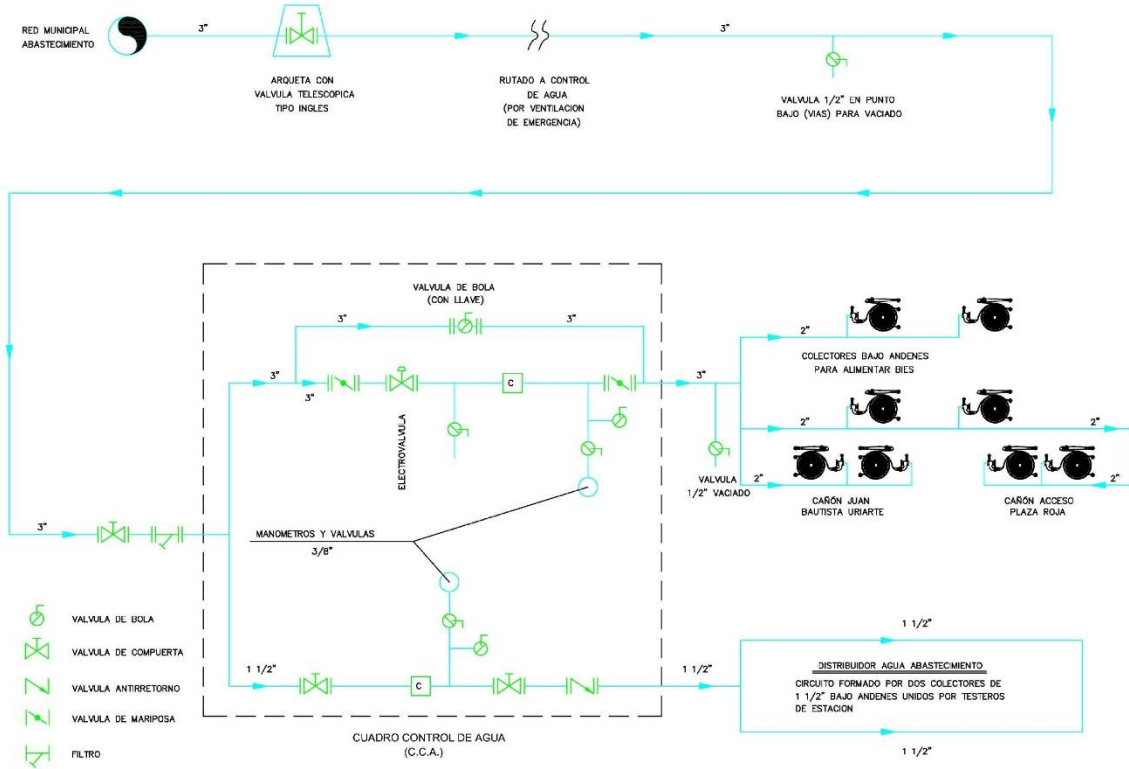 RED MUNICIPAL
ABASTECIMIENTO
3"
3"
ARQUETA CON
VALVULA TELESCOPICA
TIPO INGLES
RUTADO A CONTROL
DE AGUA
(POR VENTILACION
DE EMERGENCIA)
VALVULA 1/2" EN PUNTO
BAJO (VIAS) PARA VACIADO
VALVULA DE BOLA
(CON LLAVE)
3"
3"
3"
3"
C
ELECTROVALVULA
3"
VALVULA
1/2" VACIADO
2"
COLECTORES BAJO ANDENES
PARA ALIMENTAR BIES
2"
2"
2"
2"
CAÑÓN JUAN
BAUTISTA URIARTE
CAÑÓN ACCESO
PLAZA ROJA
3"
MANOMETROS Y VALVULAS
3/8"
1 1/2"
C
1 1/2"
1 1/2"
DISTRIBUIDOR AGUA ABASTECIMIENTO
CIRCUITO FORMADO POR DOS COLECTORES DE
1 1/2" BAJO ANDENES UNIDOS POR TESTEROS
DE ESTACION
1 1/2"
CUADRO CONTROL DE AGUA
(C.C.A.)
VALVULA DE BOLA
VALVULA DE COMPUERTA
VALVULA ANTIRRETORNO
VALVULA DE MARIPOSA
FILTRO